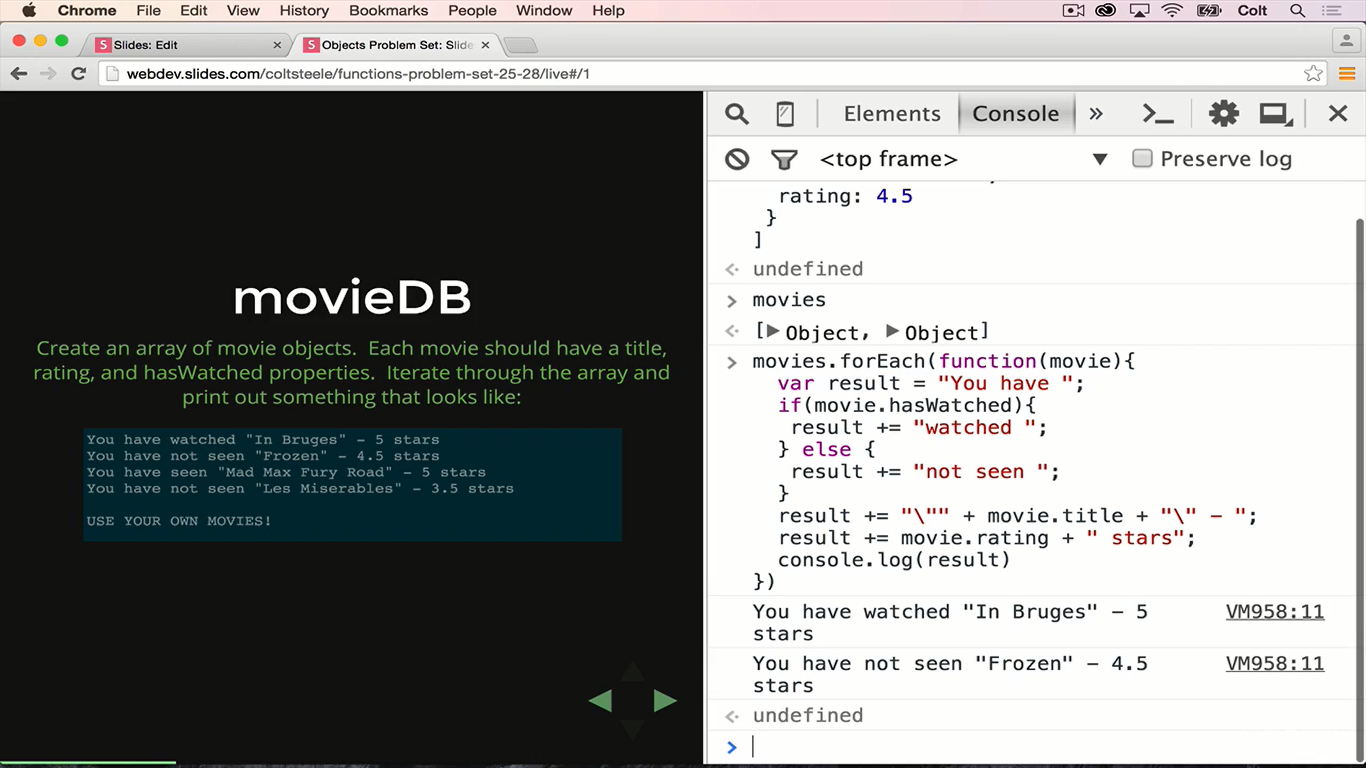 Chrome File Edit View History Bookmarks People Window Help Colt
Slides: Edit
Objects Problem Set: Slide
webdev.slides.com/coltsteele/functions-problem-set-25-28/live#/1
movieDB
Create an array of movie objects. Each movie should have a title,
rating, and hasWatched properties. Iterate through the array and
print out something that looks like:
You have watched "In Bruges" - 5 stars
You have not seen "Frozen" - 4.5 stars
You have seen "Mad Max Fury Road" - 5 stars
You have not seen "Les Miserables" - 3.5 stars
USE YOUR OWN MOVIES!
Elements Console »
<top frame> ▼ Preserve log
rating: 4.5
}
]
undefined
> movies
[▶Object, ▶Object]
> movies.forEach(function(movie){
var result = "You have ";
if(movie.hasWatched){
result += "watched ";
} else {
result += "not seen ";
}
result += "\"" + movie.title + "\" - ";
result += movie.rating + " stars";
console.log(result)
})
You have watched "In Bruges" - 5 VM958:11
stars
You have not seen "Frozen" - 4.5 VM958:11
stars
undefined
>